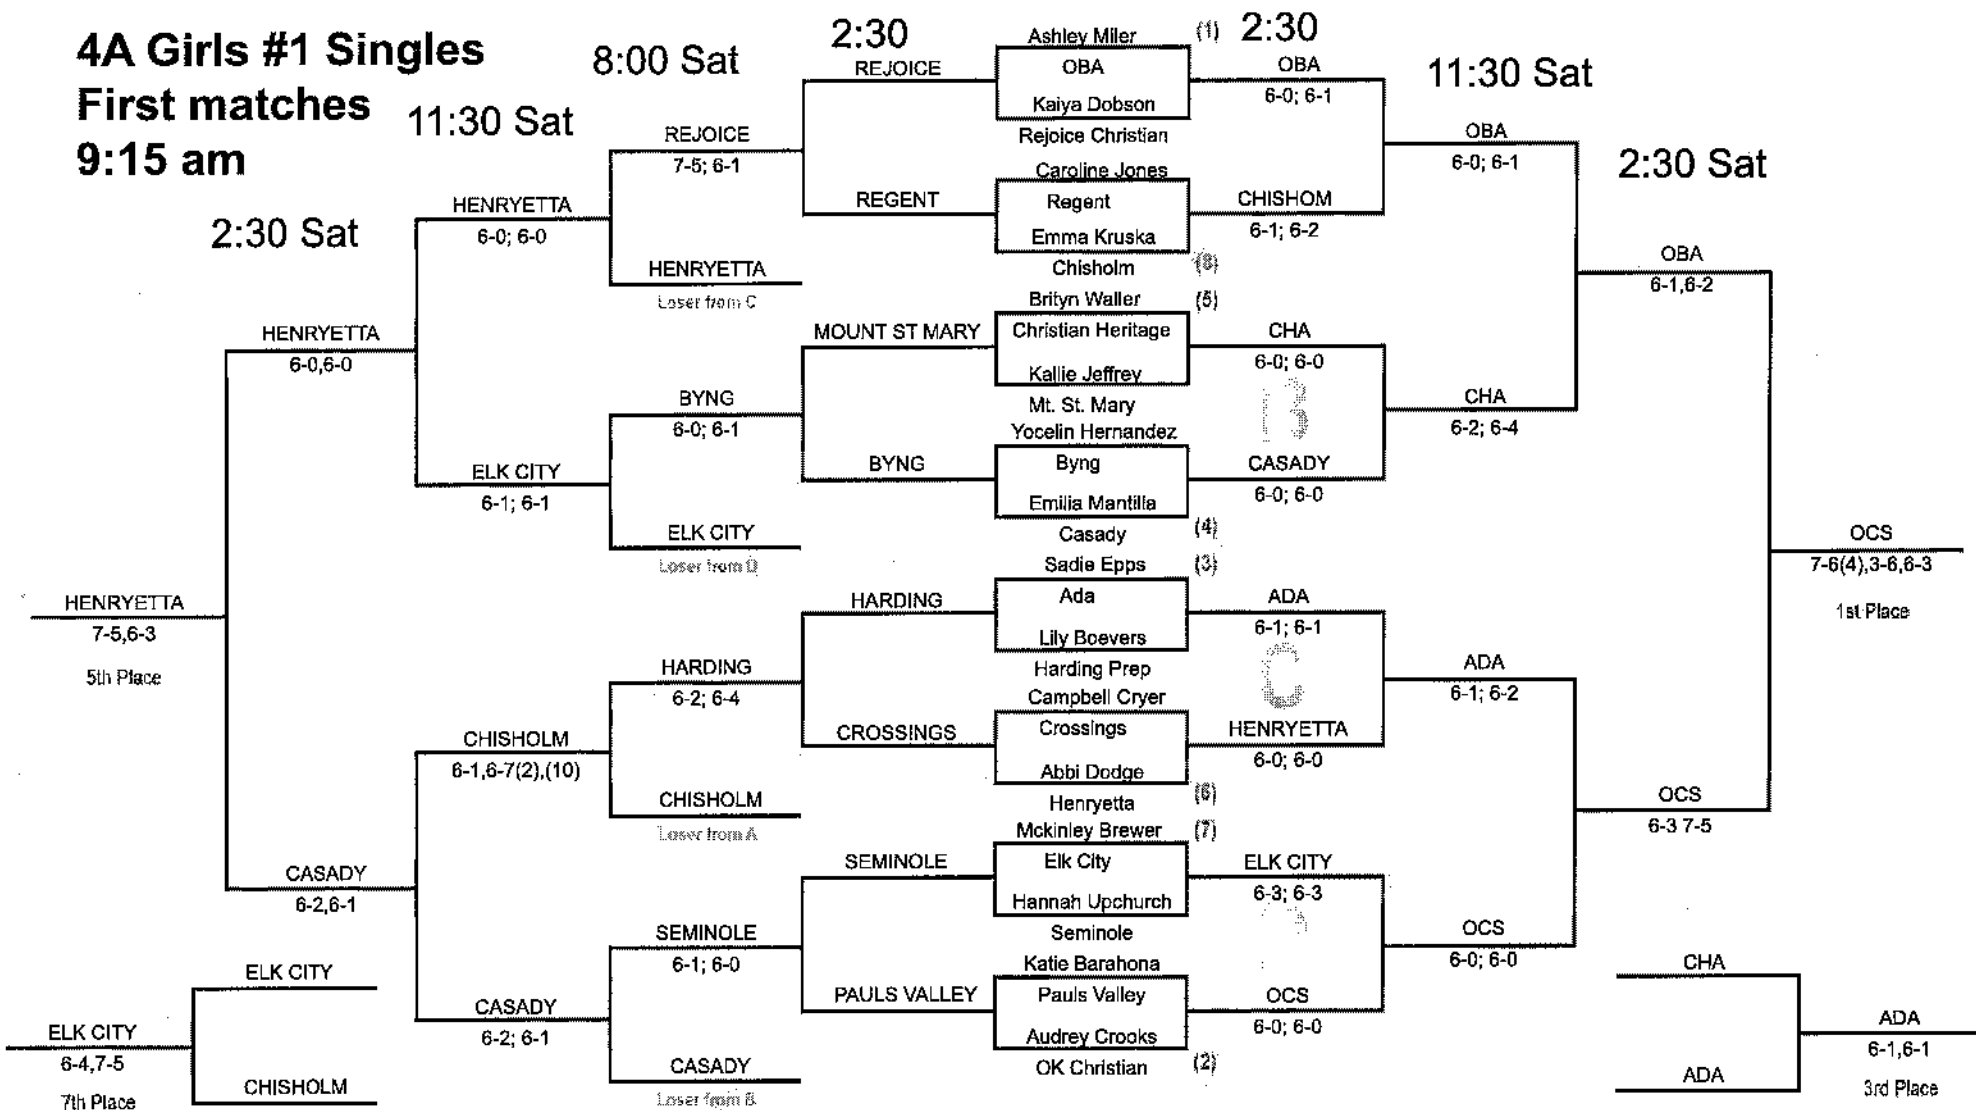 4A Girls #1 Singles
First matches
9:15 am
2:30 Sat
11:30 Sat
8:00 Sat
2:30
2:30
11:30 Sat
2:30 Sat
HENRYETTA
7-5,6-3
5th Place
HENRYETTA
6-0,6-0
CASADY
6-2,6-1
ELK CITY
CHISHOLM
ELK CITY
6-4,7-5
7th Place
HENRYETTA
6-0; 6-0
ELK CITY
6-1; 6-1
CHISHOLM
6-1,6-7(2),(10)
CASADY
6-2; 6-1
REJOICE
7-5; 6-1
HENRYETTA
Loser from C
BYNG
6-0; 6-1
ELK CITY
Loser from D
HARDING
6-2; 6-4
CHISHOLM
Loser from A
SEMINOLE
6-1; 6-0
CASADY
Loser from B
REJOICE
REGENT
MOUNT ST MARY
BYNG
HARDING
CROSSINGS
SEMINOLE
PAULS VALLEY
Ashley Miler (1)
OBA
Kaiya Dobson
Rejoice Christian
Caroline Jones
Regent
Emma Kruska
Chisholm (8)
Brityn Waller (5)
Christian Heritage
Kallie Jeffrey
Mt. St. Mary
Yocelin Hernandez
Byng
Emilia Mantilla
Casady (4)
Sadie Epps (3)
Ada
Lily Boevers
Harding Prep
Campbell Cryer
Crossings
Abbi Dodge
Henryetta (6)
Mckinley Brewer (7)
Elk City
Hannah Upchurch
Seminole
Katie Barahona
Pauls Valley
Audrey Crooks
OK Christian (2)
OBA
6-0; 6-1
CHISHOM
6-1; 6-2
CHA
6-0; 6-0
B
CASADY
6-0; 6-0
ADA
6-1; 6-1
C
HENRYETTA
6-0; 6-0
ELK CITY
6-3; 6-3
OCS
6-0; 6-0
OBA
6-0; 6-1
CHA
6-2; 6-4
ADA
6-1; 6-2
OCS
6-0; 6-0
OBA
6-1,6-2
OCS
6-3 7-5
OCS
7-6(4),3-6,6-3
1st Place
CHA
ADA
ADA
6-1,6-1
3rd Place